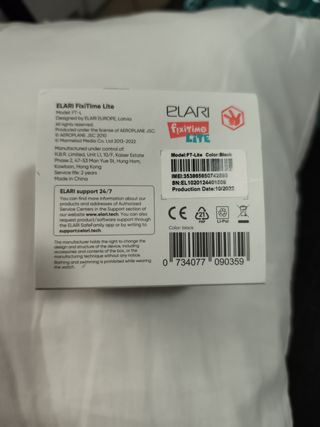 ELARI FixiTime Lite
Model: FT-L
Designed by ELARI EUROPE, Latvia
All rights reserved.
Produced under the license of AEROPLANE JSC.
© AEROPLANE JSC 2010
© Marmelad Media Co. Ltd 2013-2022
Manufactured under control of:
N.B.R. Limited, Unit L1, 10/F, Kaiser Estate
Phase 2, 47-53 Man Yue St, Hung Hom,
Kowloon, Hong Kong
Service life: 2 years
Made in China
ELARI support 24/7
You can find more information about our
products and addresses of Authorized
Service Centers in the Support section of
our website www.elari.tech. You can also
request product/software support through
the ELARI SafeFamily app or by writing to
support@elari.tech.
The manufacturer holds the right to change the
design and structure of the device, including
accessories and contents of the box, or the
manufacturing technique without any notice.
Bathing and swimming is prohibited while wearing
the watch.
ELARI
FIXITIME
LITE
Model:FT-Lite Color:Black
Production Date:10/2022
CE
21
PAP
Li-Pol
Color: black
0 734077 090359